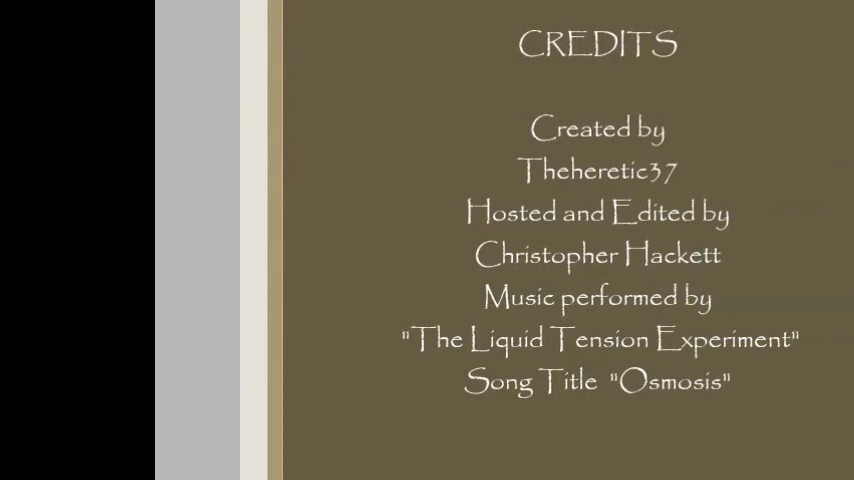 CREDITS
Created by
Theheretic37
Hosted and Edited by
Christopher Hackett
Music performed by
"The Liquid Tension Experiment"
Song Title "Osmosis"